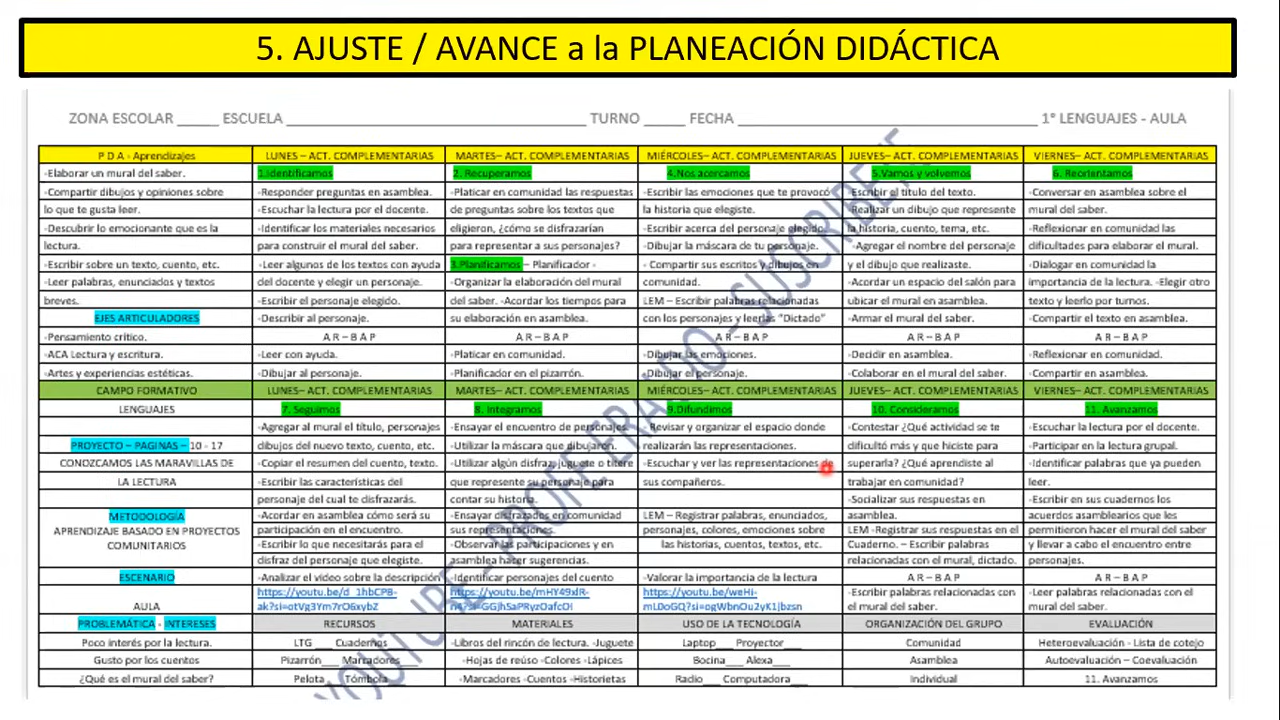 5. AJUSTE / AVANCE a la PLANEACIÓN DIDÁCTICA
ZONA ESCOLAR _____ ESCUELA ____________________ TURNO _____ FECHA ____________________ 1° LENGUAJES - AULA
P D A - Aprendizajes LUNES – ACT. COMPLEMENTARIAS MARTES– ACT. COMPLEMENTARIAS MIÉRCOLES– ACT. COMPLEMENTARIAS JUEVES– ACT. COMPLEMENTARIAS VIERNES– ACT. COMPLEMENTARIAS
-Elaborar un mural del saber. 1.Identificamos 2. Recuperamos 4.Nos acercamos 5.Vamos y volvemos 6. Reorientamos
-Compartir dibujos y opiniones sobre -Responder preguntas en asamblea. -Platicar en comunidad las respuestas -Escribir las emociones que te provocó -Escribir el título del texto. -Conversar en asamblea sobre el
lo que te gusta leer. -Escuchar la lectura por el docente. de preguntas sobre los textos que la historia que elegiste. -Realizar un dibujo que represente mural del saber.
-Descubrir lo emocionante que es la -Identificar los materiales necesarios eligieron, ¿cómo se disfrazarían -Escribir acerca del personaje elegido. la historia, cuento, tema, etc. -Reflexionar en comunidad las
lectura. para construir el mural del saber. para representar a sus personajes? -Dibujar la máscara de tu personaje. -Agregar el nombre del personaje dificultades para elaborar el mural.
-Escribir sobre un texto, cuento, etc. -Leer algunos de los textos con ayuda 3.Planificamos – Planificador - - Compartir sus escritos y dibujos en y el dibujo que realizaste. -Dialogar en comunidad la
-Leer palabras, enunciados y textos del docente y elegir un personaje. -Organizar la elaboración del mural comunidad. -Acordar un espacio del salón para importancia de la lectura. -Elegir otro
breves. -Escribir el personaje elegido. del saber. -Acordar los tiempos para LEM – Escribir palabras relacionadas ubicar el mural en asamblea. texto y leerlo por turnos.
EJES ARTICULADORES -Describir al personaje. su elaboración en asamblea. con los personajes y leerlas "Dictado" -Armar el mural del saber. -Compartir el texto en asamblea.
-Pensamiento crítico. A R – B A P A R – B A P A R – B A P A R – B A P A R – B A P
-ACA Lectura y escritura. -Leer con ayuda. -Platicar en comunidad. -Dibujar las emociones. -Decidir en asamblea. -Reflexionar en comunidad.
-Artes y experiencias estéticas. -Dibujar al personaje. -Planificador en el pizarrón. -Dibujar el personaje. -Colaborar en el mural del saber. -Compartir en asamblea.
CAMPO FORMATIVO LUNES– ACT. COMPLEMENTARIAS MARTES– ACT. COMPLEMENTARIAS MIÉRCOLES– ACT. COMPLEMENTARIAS JUEVES– ACT. COMPLEMENTARIAS VIERNES– ACT. COMPLEMENTARIAS
LENGUAJES 7. Seguimos 8. Integramos 9.Difundimos 10. Consideramos 11. Avanzamos
-Agregar al mural el título, personajes -Ensayar el encuentro de personajes. -Revisar y organizar el espacio donde -Contestar ¿Qué actividad se te -Escuchar la lectura por el docente.
PROYECTO – PAGINAS – 10 - 17 dibujos del nuevo texto, cuento, etc. -Utilizar la máscara que dibujaron. realizarán las representaciones. dificultó más y que hiciste para -Participar en la lectura grupal.
CONOZCAMOS LAS MARAVILLAS DE -Copiar el resumen del cuento, texto. -Utilizar algún disfraz, juguete o títere -Escuchar y ver las representaciones de superarla? ¿Qué aprendiste al -Identificar palabras que ya pueden
LA LECTURA -Escribir las características del que represente su personaje para sus compañeros. trabajar en comunidad? leer.
personaje del cual te disfrazarás. contar su historia. -Socializar sus respuestas en -Escribir en sus cuadernos los
METODOLOGÍA -Acordar en asamblea cómo será su -Ensayar disfrazados en comunidad LEM – Registrar palabras, enunciados, asamblea. acuerdos asamblearios que les
APRENDIZAJE BASADO EN PROYECTOS participación en el encuentro. sus representaciones. personajes, colores, emociones sobre LEM -Registrar sus respuestas en el permitieron hacer el mural del saber
COMUNITARIOS -Escribir lo que necesitarás para el -Observar las participaciones y en las historias, cuentos, textos, etc. Cuaderno. – Escribir palabras y llevar a cabo el encuentro entre
disfraz del personaje que elegiste. asamblea hacer sugerencias. relacionadas con el mural, dictado. personajes.
ESCENARIO -Analizar el video sobre la descripción -Identificar personajes del cuento -Valorar la importancia de la lectura A R – B A P A R – B A P
https://youtu.be/d_1hbCP8- https://youtu.be/mHY49xlR- https://youtu.be/weHi- -Escribir palabras relacionadas con -Leer palabras relacionadas con el
AULA ak?si=otVg3Ym7rO6xybZ n4?si=GGjhSaPRyzOafcOI mLDoGQ?si=ogWbnOu2yK1jbzsn el mural del saber. mural del saber.
PROBLEMÁTICA - INTERESES RECURSOS MATERIALES USO DE LA TECNOLOGÍA ORGANIZACIÓN DEL GRUPO EVALUACIÓN
Poco interés por la lectura. LTG ___ Cuadernos -Libros del rincón de lectura. -Juguete Laptop___ Proyector___ Comunidad Heteroevaluación - Lista de cotejo
Gusto por los cuentos Pizarrón___ Marcadores -Hojas de reúso -Colores -Lápices Bocina___ Alexa___ Asamblea Autoevaluación – Coevaluación
¿Qué es el mural del saber? Pelota___ Tómbola -Marcadores -Cuentos -Historietas Radio___ Computadora___ Individual 11. Avanzamos